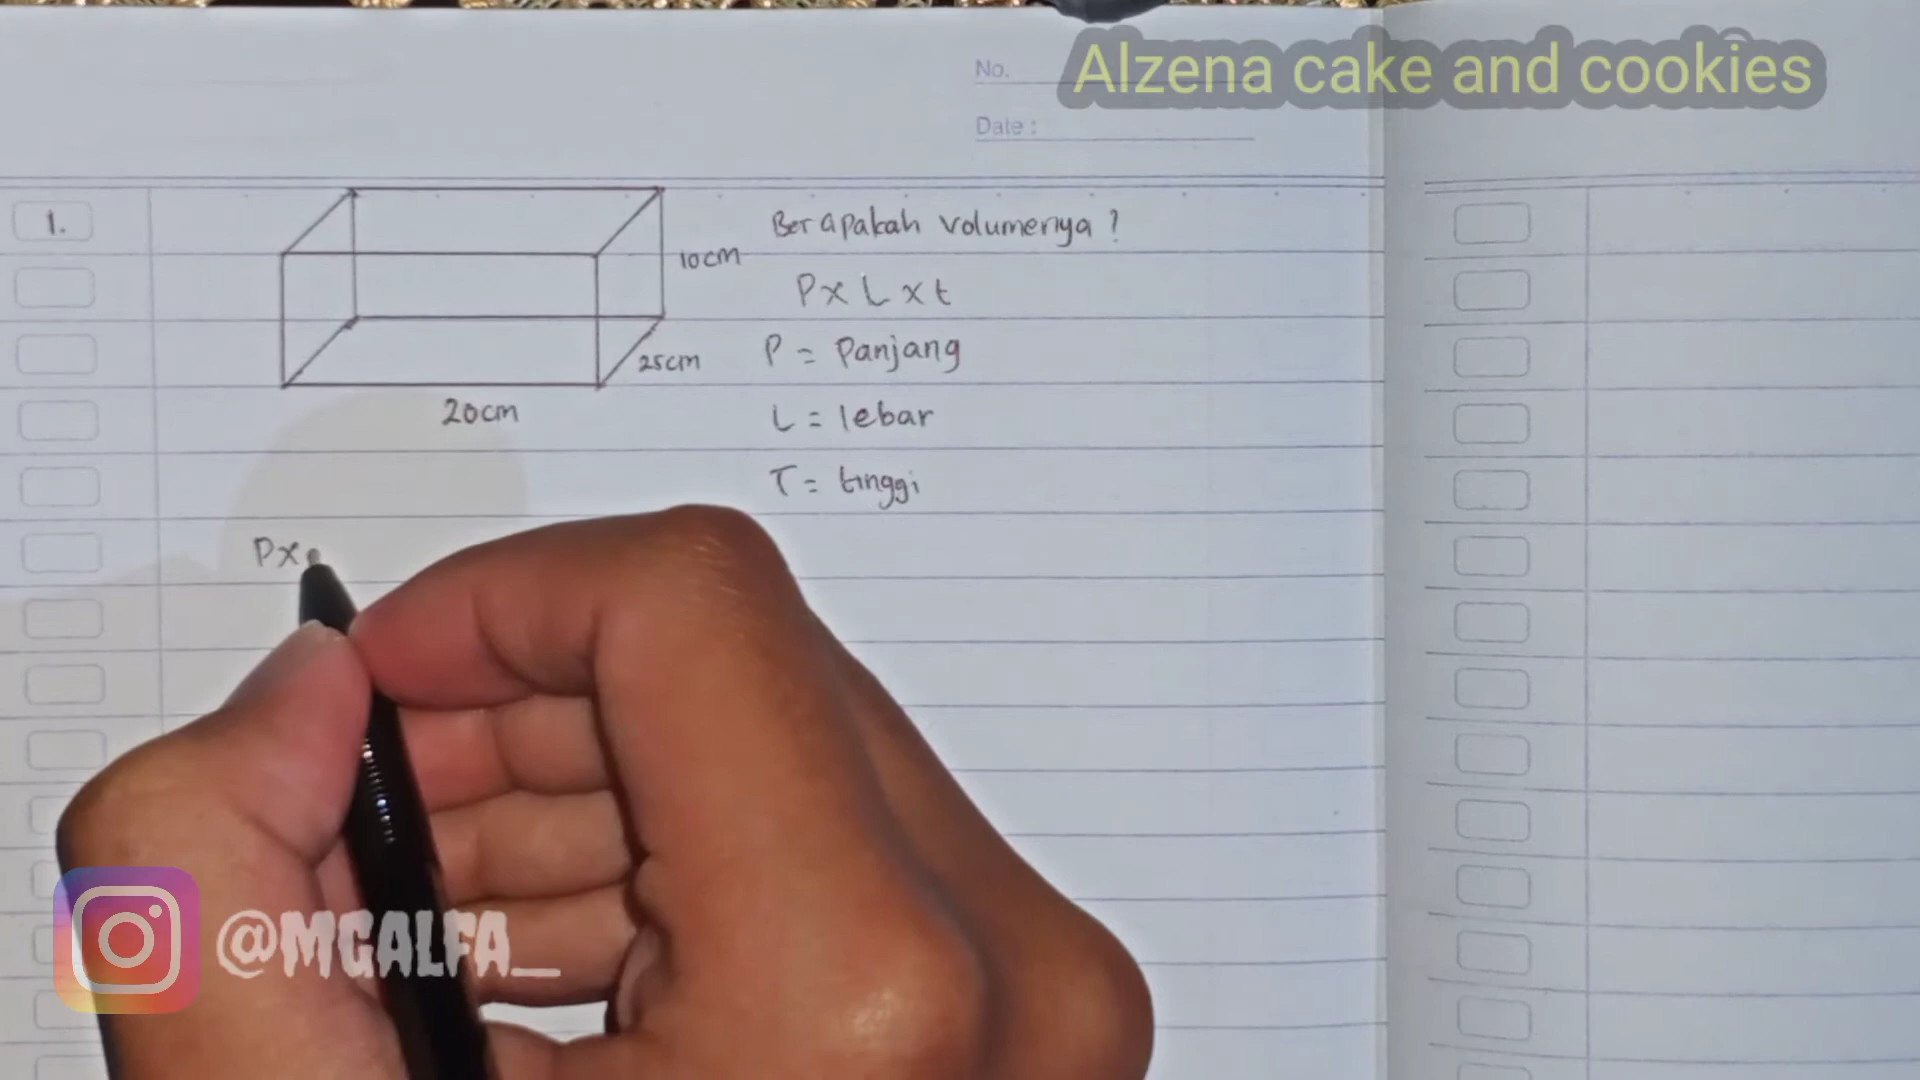 No.
Alzena cake and cookies
Date :
1.
Berapakah volumenya ?
10cm
P x L x t
25cm
P = Panjang
20cm
L = lebar
T = tinggi
Px
@MGALFA_